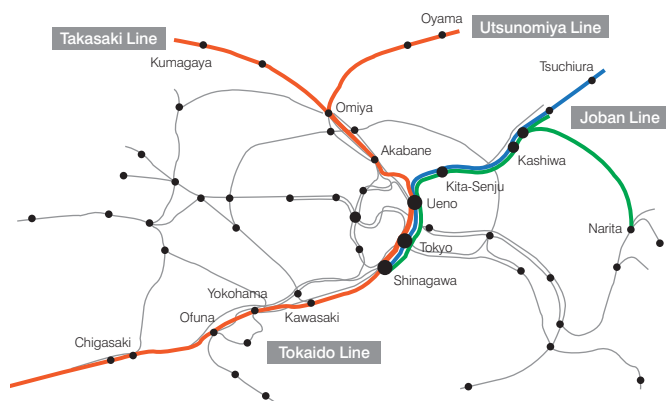 Oyama
Utsunomiya Line
Takasaki Line
Kumagaya
Tsuchiura
Omiya
Joban Line
Akabane
Kashiwa
Kita-Senju
Ueno
Narita
Tokyo
Shinagawa
Yokohama
Ofuna
Kawasaki
Chigasaki
Tokaido Line